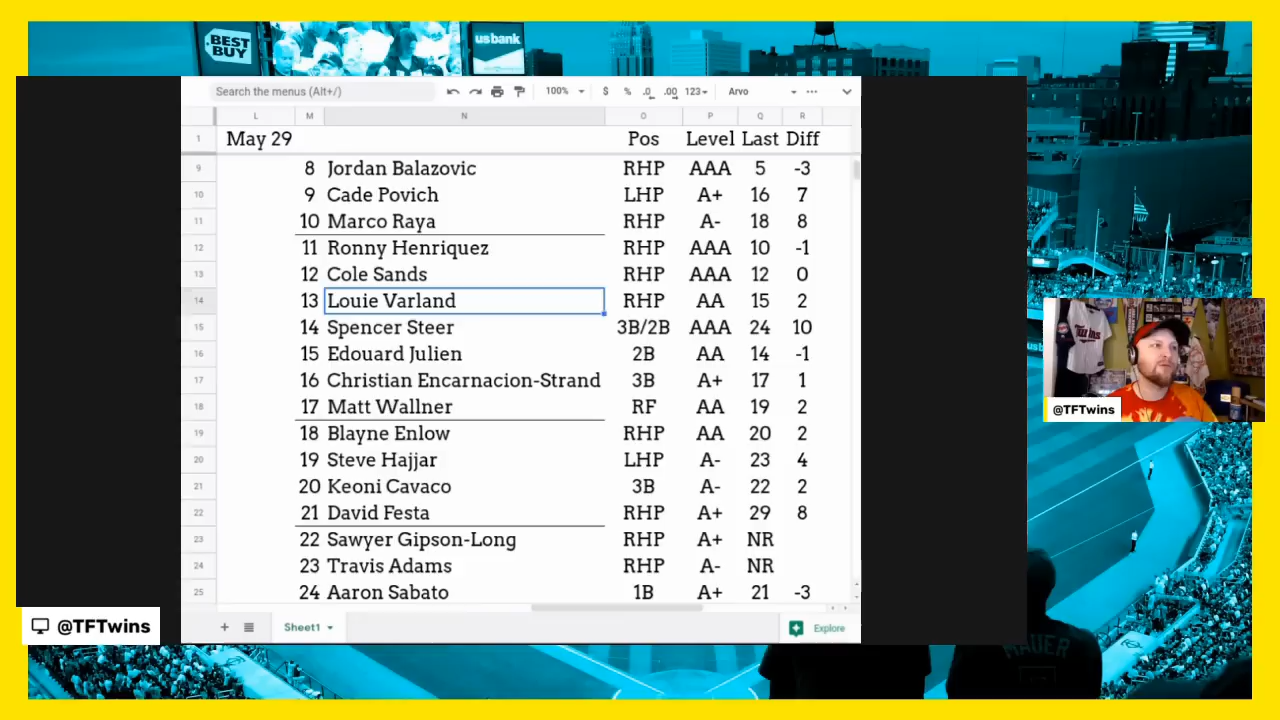 BEST
BUY
usbank
Search the menus (Alt+/)
100%
$ % .0 .00 123
Arvo
L M N O P Q R
1 May 29 Pos Level Last Diff
9 8 Jordan Balazovic RHP AAA 5 -3
10 9 Cade Povich LHP A+ 16 7
11 10 Marco Raya RHP A- 18 8
12 11 Ronny Henriquez RHP AAA 10 -1
13 12 Cole Sands RHP AAA 12 0
14 13 Louie Varland RHP AA 15 2
15 14 Spencer Steer 3B/2B AAA 24 10
16 15 Edouard Julien 2B AA 14 -1
17 16 Christian Encarnacion-Strand 3B A+ 17 1
18 17 Matt Wallner RF AA 19 2
19 18 Blayne Enlow RHP AA 20 2
20 19 Steve Hajjar LHP A- 23 4
21 20 Keoni Cavaco 3B A- 22 2
22 21 David Festa RHP A+ 29 8
23 22 Sawyer Gipson-Long RHP A+ NR
24 23 Travis Adams RHP A- NR
25 24 Aaron Sabato 1B A+ 21 -3
Sheet1
Explore
Twins
@TFTwins
@TFTwins
MAUER